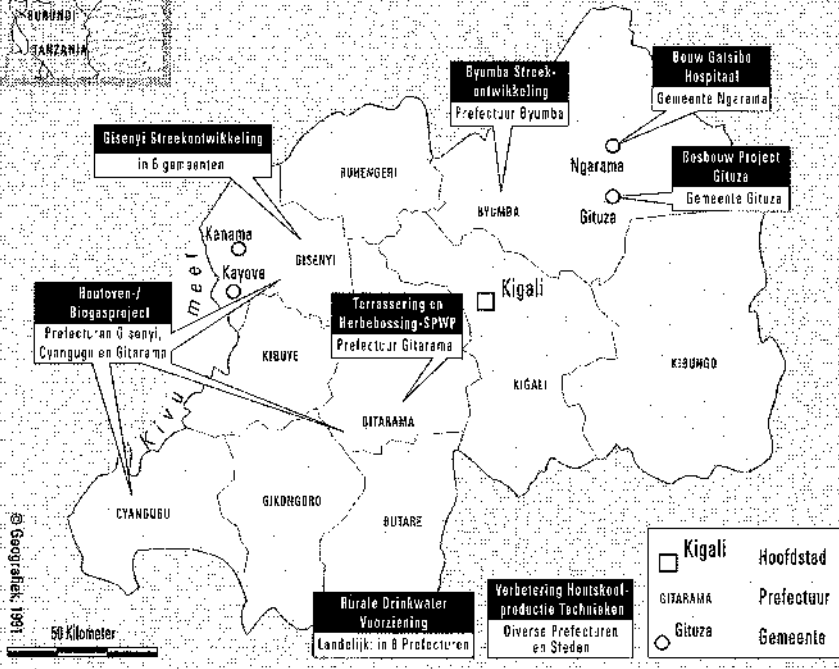 BURUNDI
TANZANIA
Byumba Streek-
ontwikkeling
Prefectuur Byumba
Bouw Gatsibo
Hospitaal
Gemeente Ngarama
Gisenyi Streekontwikkeling
in 6 gemeenten
Ngarama
Bosbouw Project
Gituza
Gemeente Gituza
Gituza
RUHENGERI
BYUMBA
Kanama
GISENYI
Kayove
Kivu meer
Houtoven-/
Biogasproject
Prefecturen Gisenyi,
Cyangugu en Gitarama
Terrassering en
Herbebossing-SPWP
Prefectuur Gitarama
Kigali
KIBUYE
KIGALI
KIBUNGO
GITARAMA
CYANGUGU
GIKONGORO
BUTARE
© Geografiek, 1991
50 Kilometer
Rurale Drinkwater
Voorziening
Landelijk: in 8 Prefecturen
Verbetering Houtskool-
productie Technieken
Diverse Prefecturen
en Steden
Kigali Hoofdstad
GITARAMA Prefectuur
Gituza Gemeente